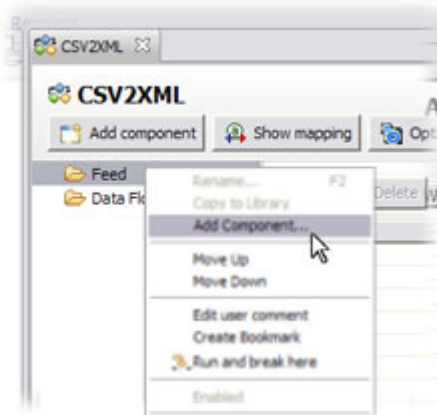 CSV2XML
CSV2XML
Add component
Show mapping
Feed
Rename... F2
Copy to Library
Add Component...
Delete
Move Up
Move Down
Edit user comment
Create Bookmark
Run and break here
Enabled